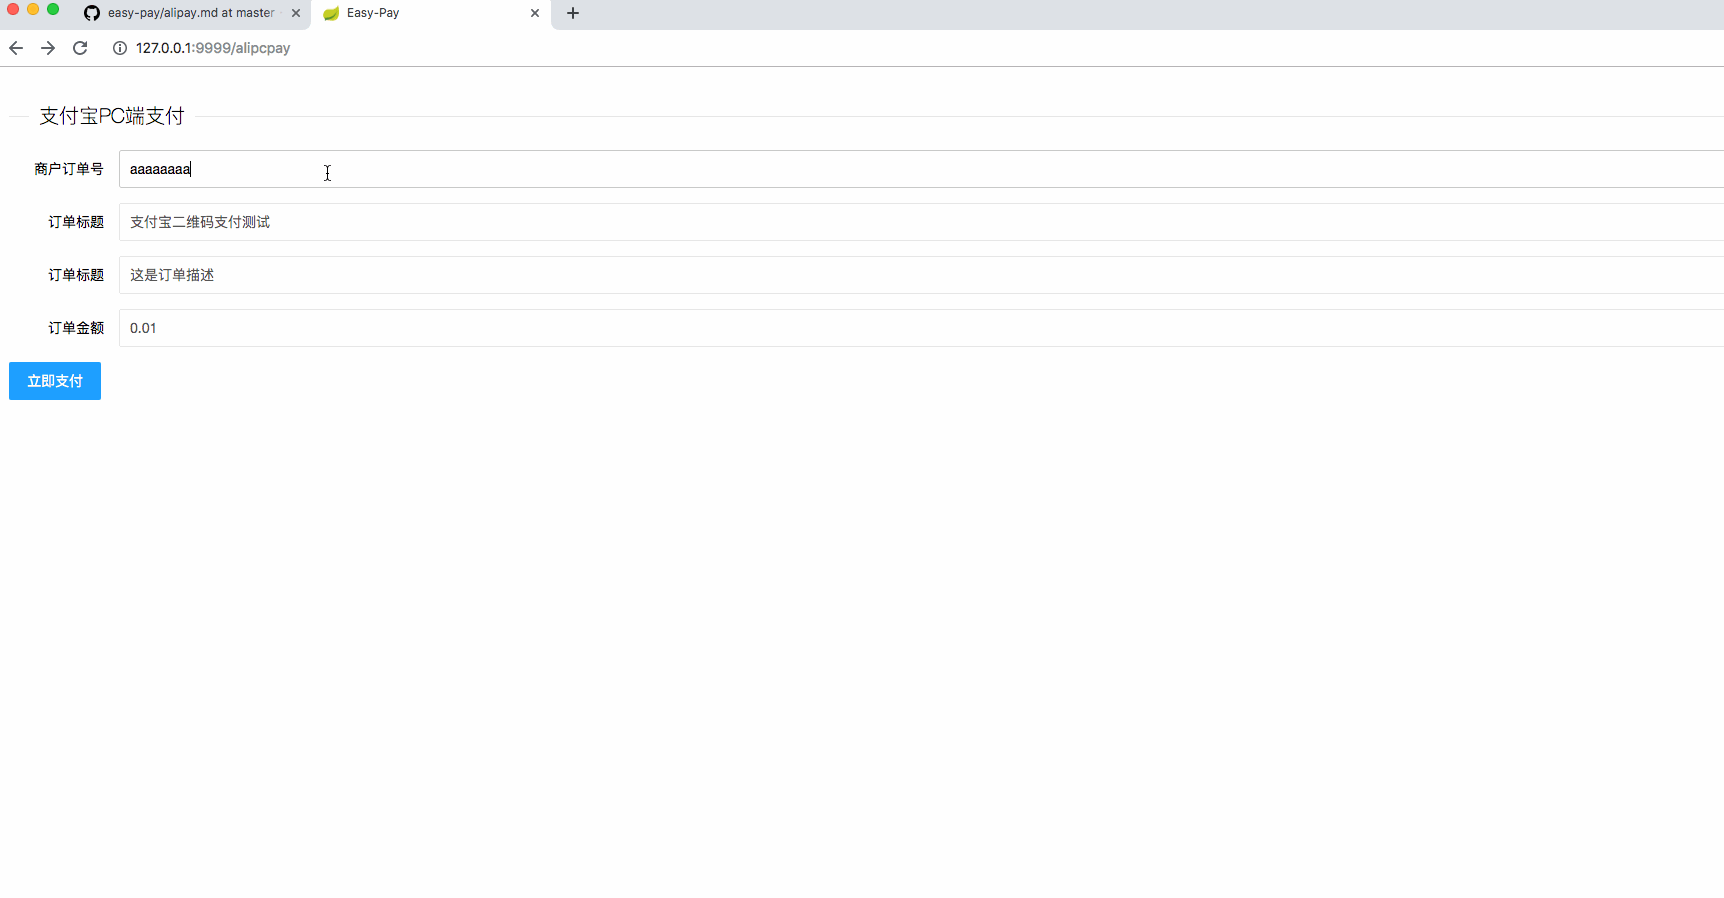 easy-pay/alipay.md at master
Easy-Pay
127.0.0.1:9999/alipcpay
支付宝PC端支付
商户订单号 aaaaaaaa
订单标题 支付宝二维码支付测试
订单标题 这是订单描述
订单金额 0.01
立即支付